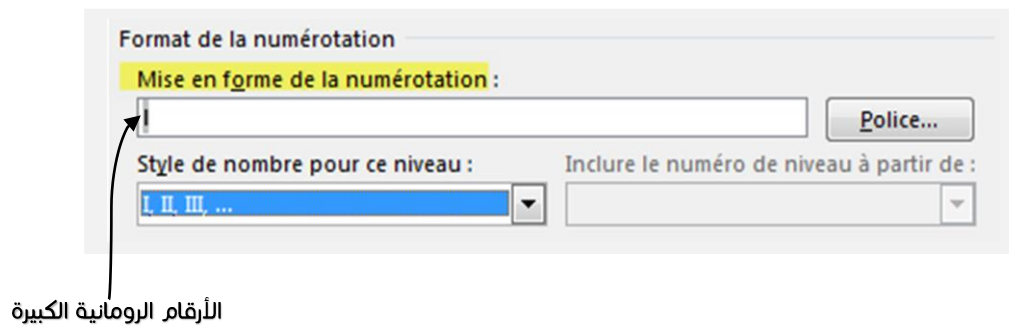 Format de la numérotation
Mise en forme de la numérotation :
I
Police...
Style de nombre pour ce niveau :
Inclure le numéro de niveau à partir de :
I, II, III, ...
الأرقام الرومانية الكبيرة